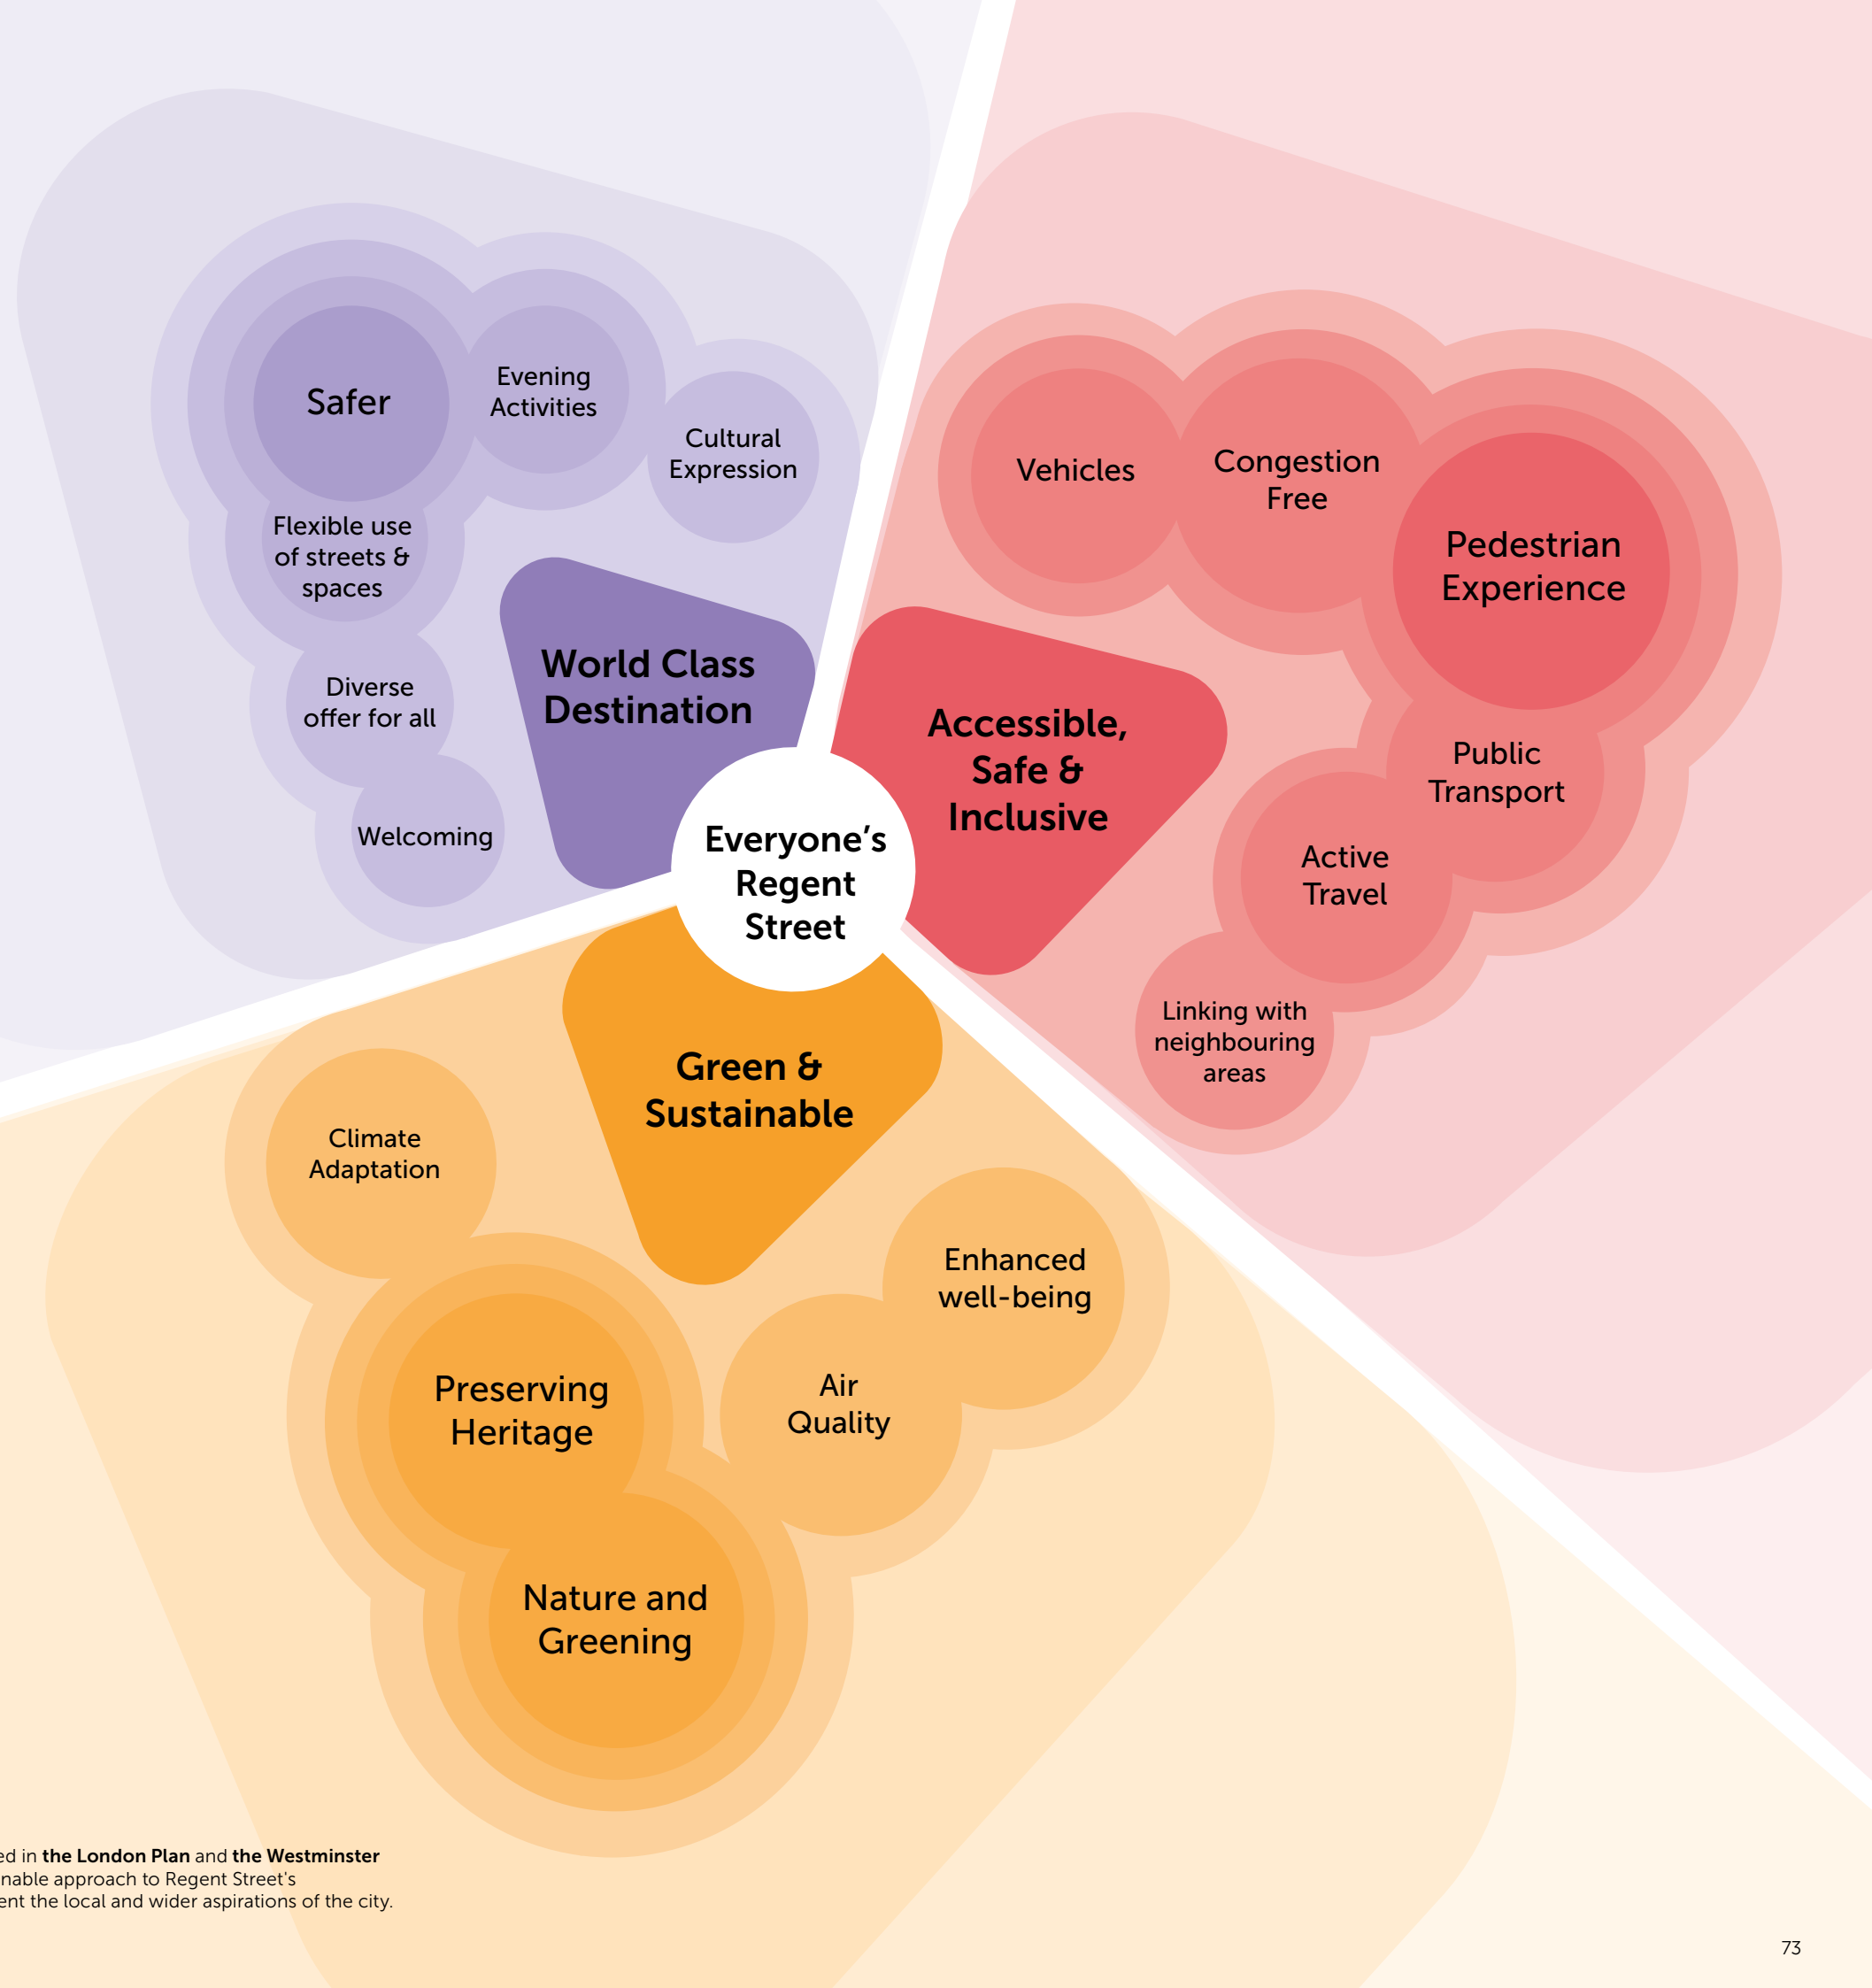 Safer
Evening
Activities
Cultural
Expression
Flexible use
of streets &
spaces
Diverse
offer for all
Welcoming
World Class
Destination
Vehicles
Congestion
Free
Pedestrian
Experience
Public
Transport
Active
Travel
Linking with
neighbouring
areas
Accessible,
Safe &
Inclusive
Everyone's
Regent
Street
Green &
Sustainable
Climate
Adaptation
Preserving
Heritage
Nature and
Greening
Air
Quality
Enhanced
well-being
in the London Plan and the Westminster
approach to Regent Street's
the local and wider aspirations of the city.
73